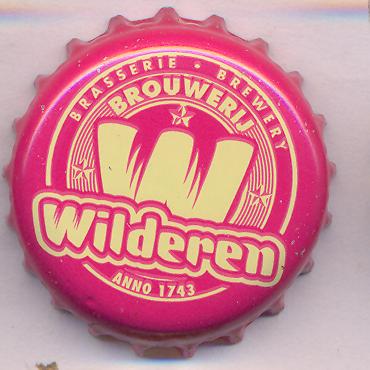 BRASSERIE • BREWERY
BROUWERIJ
W
Wilderen
ANNO 1743